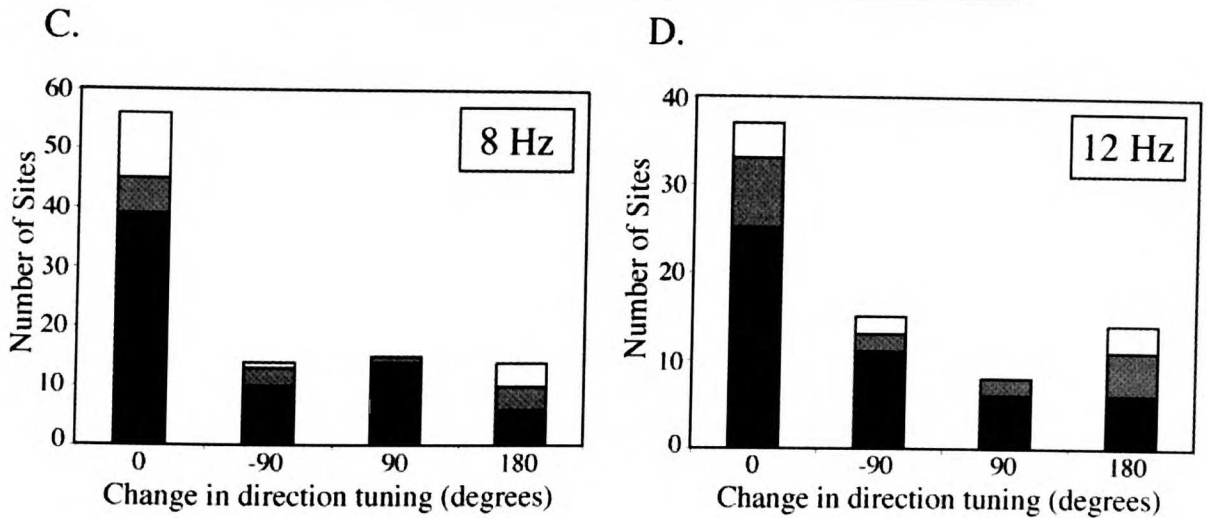 C.
60
50
40
30
20
10
0
Number of Sites
8 Hz
0 -90 90 180
Change in direction tuning (degrees)
D.
40
30
20
10
0
Number of Sites
12 Hz
0 -90 90 180
Change in direction tuning (degrees)